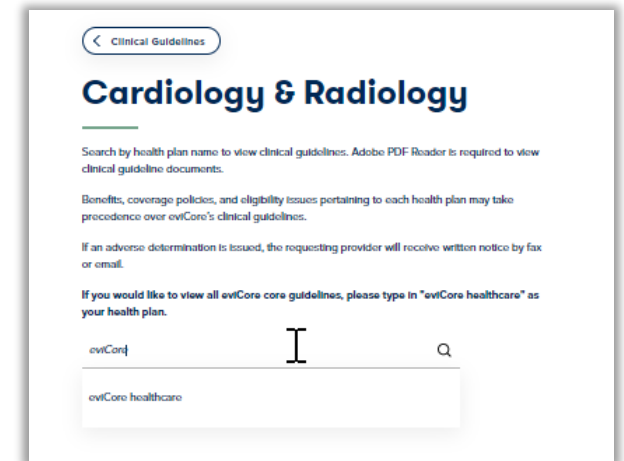 Clinical Guidelines
Cardiology & Radiology
Search by health plan name to view clinical guidelines. Adobe PDF Reader is required to view
clinical guideline documents.
Benefits, coverage policies, and eligibility issues pertaining to each health plan may take
precedence over eviCore's clinical guidelines.
If an adverse determination is issued, the requesting provider will receive written notice by fax
or email.
If you would like to view all eviCore core guidelines, please type in "eviCore healthcare" as
your health plan.
eviCore
eviCore healthcare